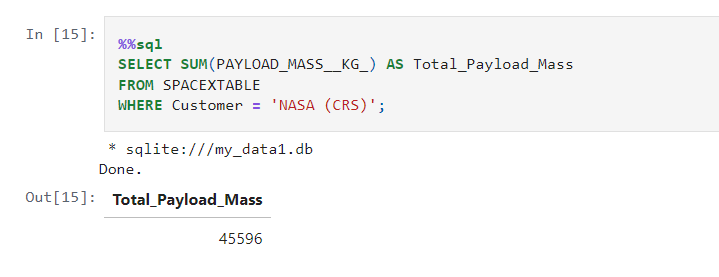 In [15]:
%%sql
SELECT SUM(PAYLOAD_MASS__KG_) AS Total_Payload_Mass
FROM SPACEXTABLE
WHERE Customer = 'NASA (CRS)';
* sqlite:///my_data1.db
Done.
Out[15]:
Total_Payload_Mass
45596